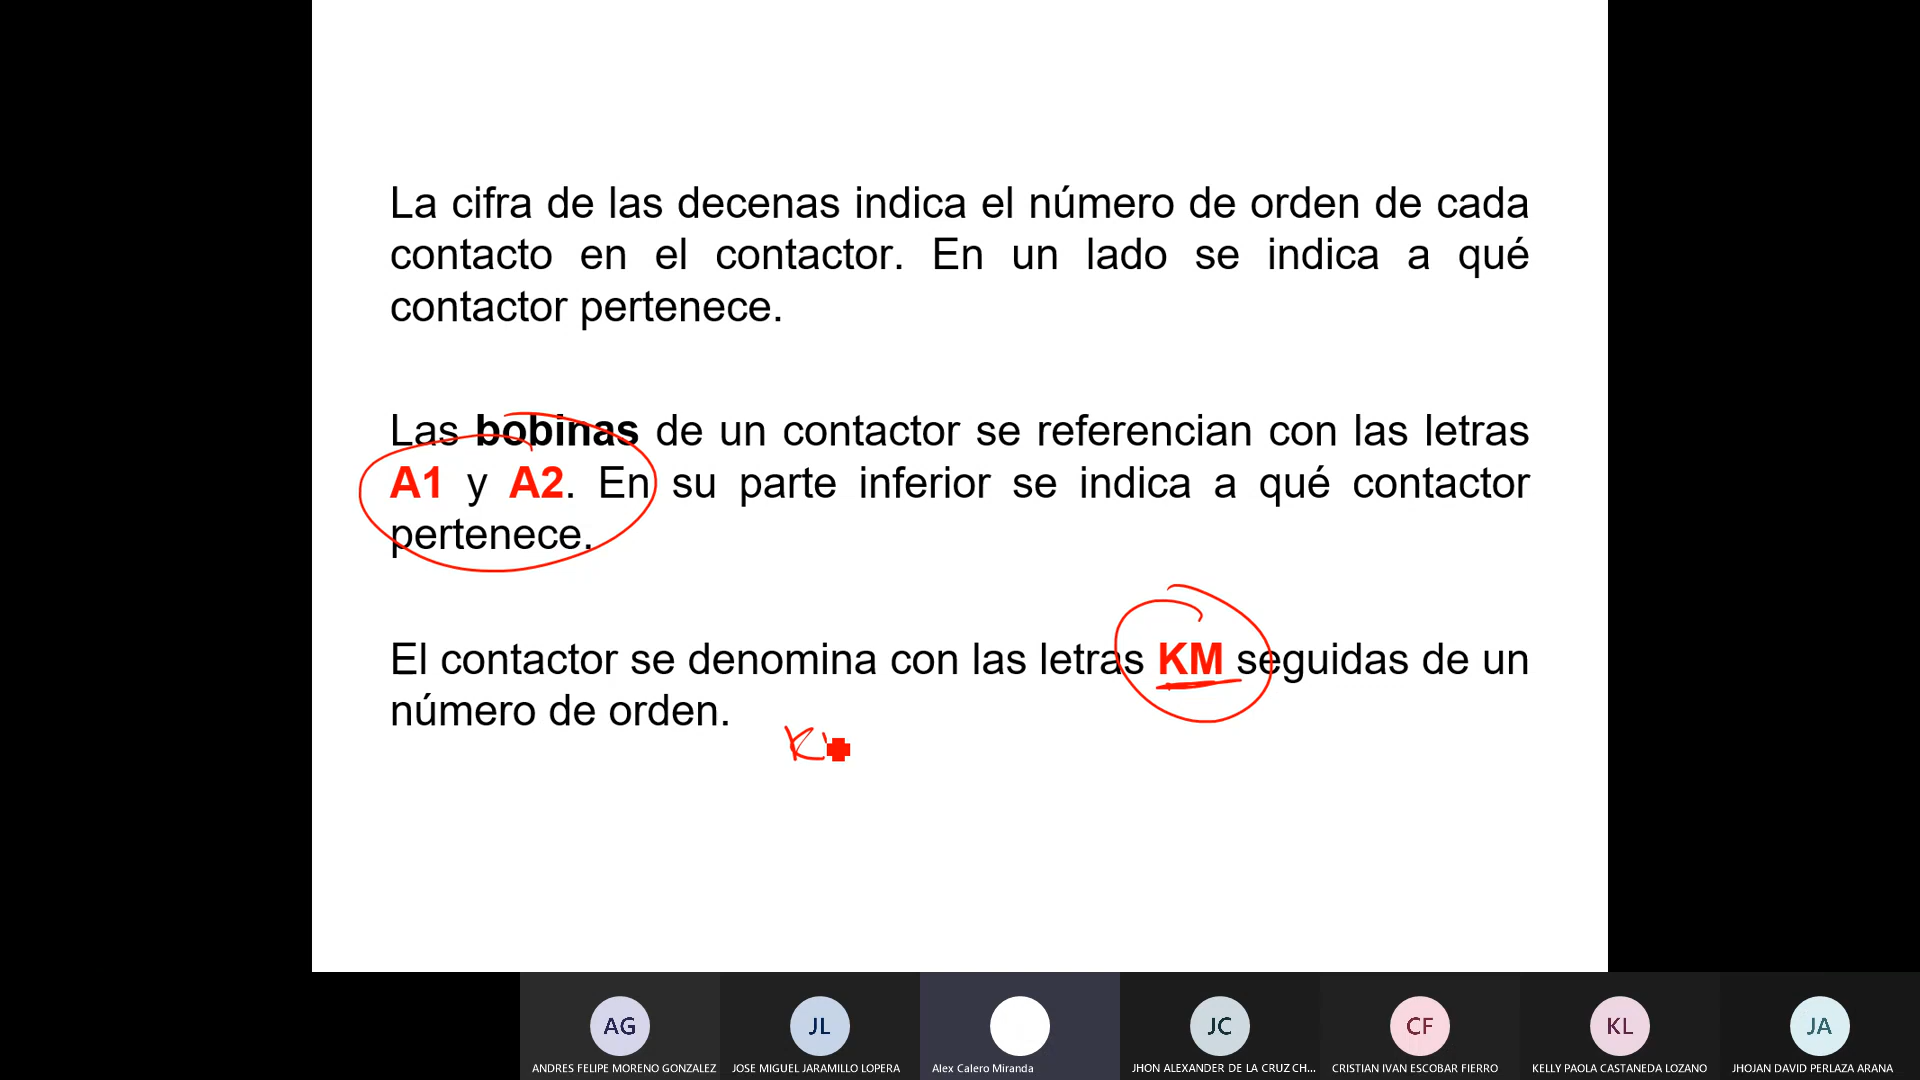 La cifra de las decenas indica el número de orden de cada
contacto en el contactor. En un lado se indica a qué
contactor pertenece.
Las bobinas de un contactor se referencian con las letras
A1 y A2. En su parte inferior se indica a qué contactor
pertenece.
El contactor se denomina con las letras KM seguidas de un
número de orden.
K
AG JL JC CF KL JA
ANDRES FELIPE MORENO GONZALEZ JOSE MIGUEL JARAMILLO LOPERA Alex Calero Miranda JHON ALEXANDER DE LA CRUZ CH... CRISTIAN IVAN ESCOBAR FIERRO KELLY PAOLA CASTAÑEDA LOZANO JHOJAN DAVID PERLAZA ARANA